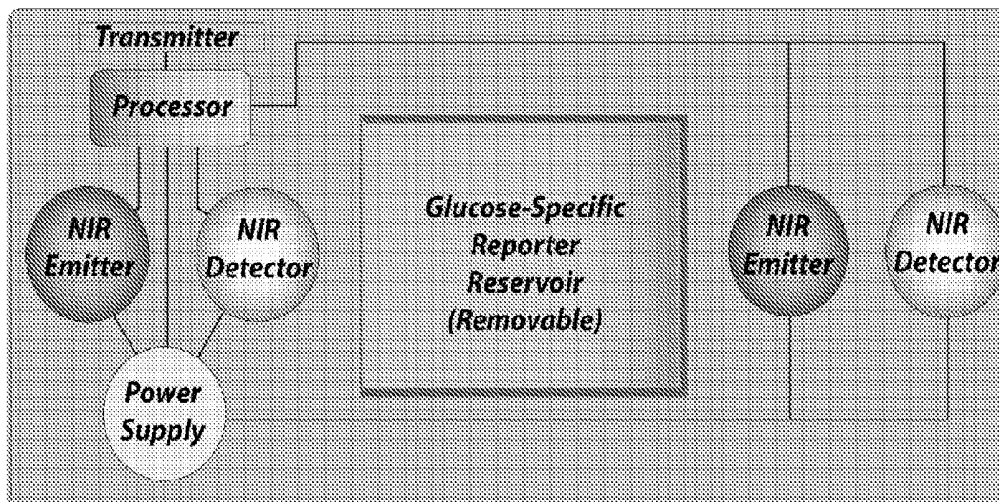 Transmitter
Processor
NIR
Emitter
NIR
Detector
Glucose-Specific
Reporter
Reservoir
(Removable)
NIR
Emitter
NIR
Detector
Power
Supply